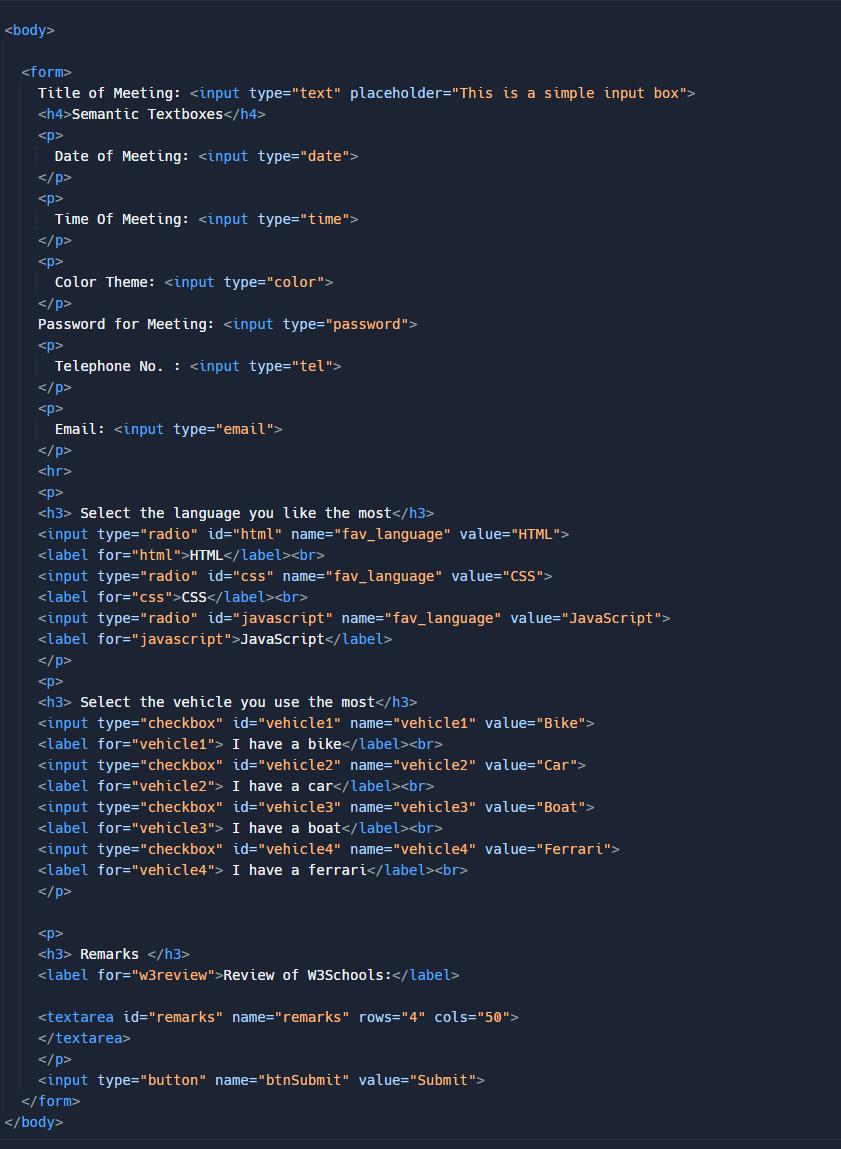 <body>
<form>
Title of Meeting: <input type="text" placeholder="This is a simple input box">
<h4>Semantic Textboxes</h4>
<p>
Date of Meeting: <input type="date">
</p>
<p>
Time Of Meeting: <input type="time">
</p>
<p>
Color Theme: <input type="color">
</p>
Password for Meeting: <input type="password">
<p>
Telephone No. : <input type="tel">
</p>
<p>
Email: <input type="email">
</p>
<hr>
<p>
<h3> Select the language you like the most</h3>
<input type="radio" id="html" name="fav_language" value="HTML">
<label for="html">HTML</label><br>
<input type="radio" id="css" name="fav_language" value="CSS">
<label for="css">CSS</label><br>
<input type="radio" id="javascript" name="fav_language" value="JavaScript">
<label for="javascript">JavaScript</label>
</p>
<p>
<h3> Select the vehicle you use the most</h3>
<input type="checkbox" id="vehicle1" name="vehicle1" value="Bike">
<label for="vehicle1"> I have a bike</label><br>
<input type="checkbox" id="vehicle2" name="vehicle2" value="Car">
<label for="vehicle2"> I have a car</label><br>
<input type="checkbox" id="vehicle3" name="vehicle3" value="Boat">
<label for="vehicle3"> I have a boat</label><br>
<input type="checkbox" id="vehicle4" name="vehicle4" value="Ferrari">
<label for="vehicle4"> I have a ferrari</label><br>
</p>
<p>
<h3> Remarks </h3>
<label for="w3review">Review of W3Schools:</label>
<textarea id="remarks" name="remarks" rows="4" cols="50">
</textarea>
</p>
<input type="button" name="btnSubmit" value="Submit">
</form>
</body>